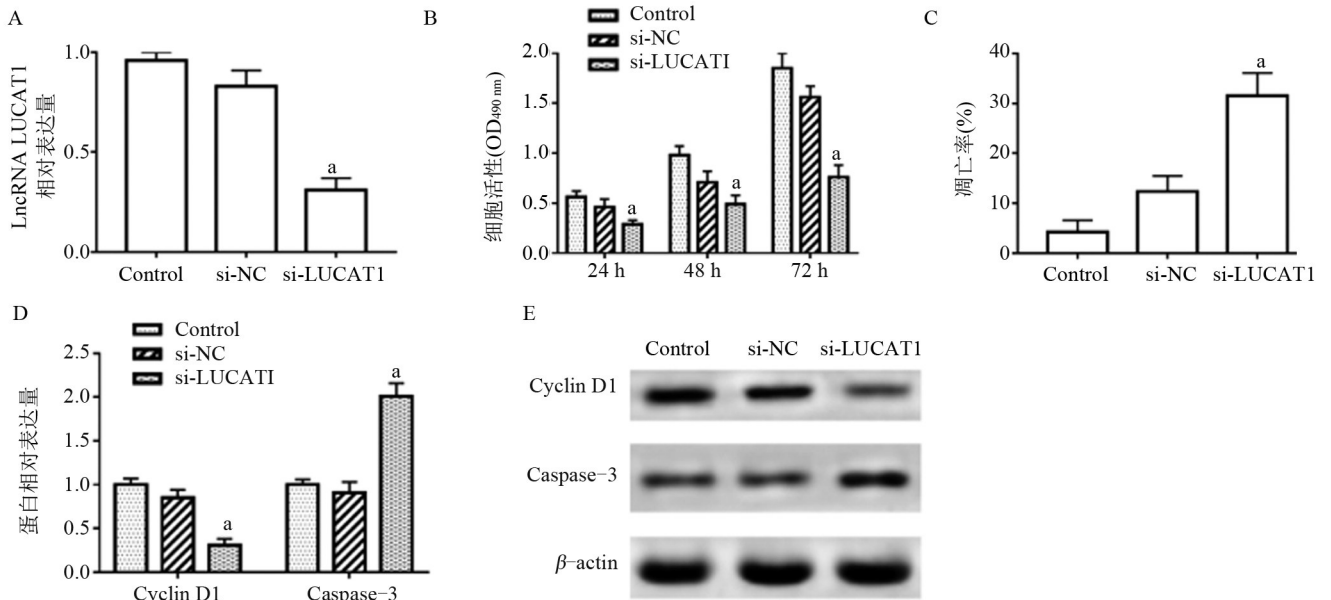 A
LncRNA LUCAT1
相对表达量
1.0
0.5
0.0
a
Control
si-NC
si-LUCAT1
B
Control
si-NC
si-LUCATI
细胞活性(OD490 nm)
2.0
1.5
1.0
0.5
0.0
a
a
a
24 h
48 h
72 h
C
凋亡率(%)
40
30
20
10
0
a
Control
si-NC
si-LUCAT1
D
Control
si-NC
si-LUCATI
蛋白相对表达量
2.5
2.0
1.5
1.0
0.5
0.0
a
a
Cyclin D1
Caspase-3
E
Control si-NC si-LUCAT1
Cyclin D1
Caspase-3
β-actin